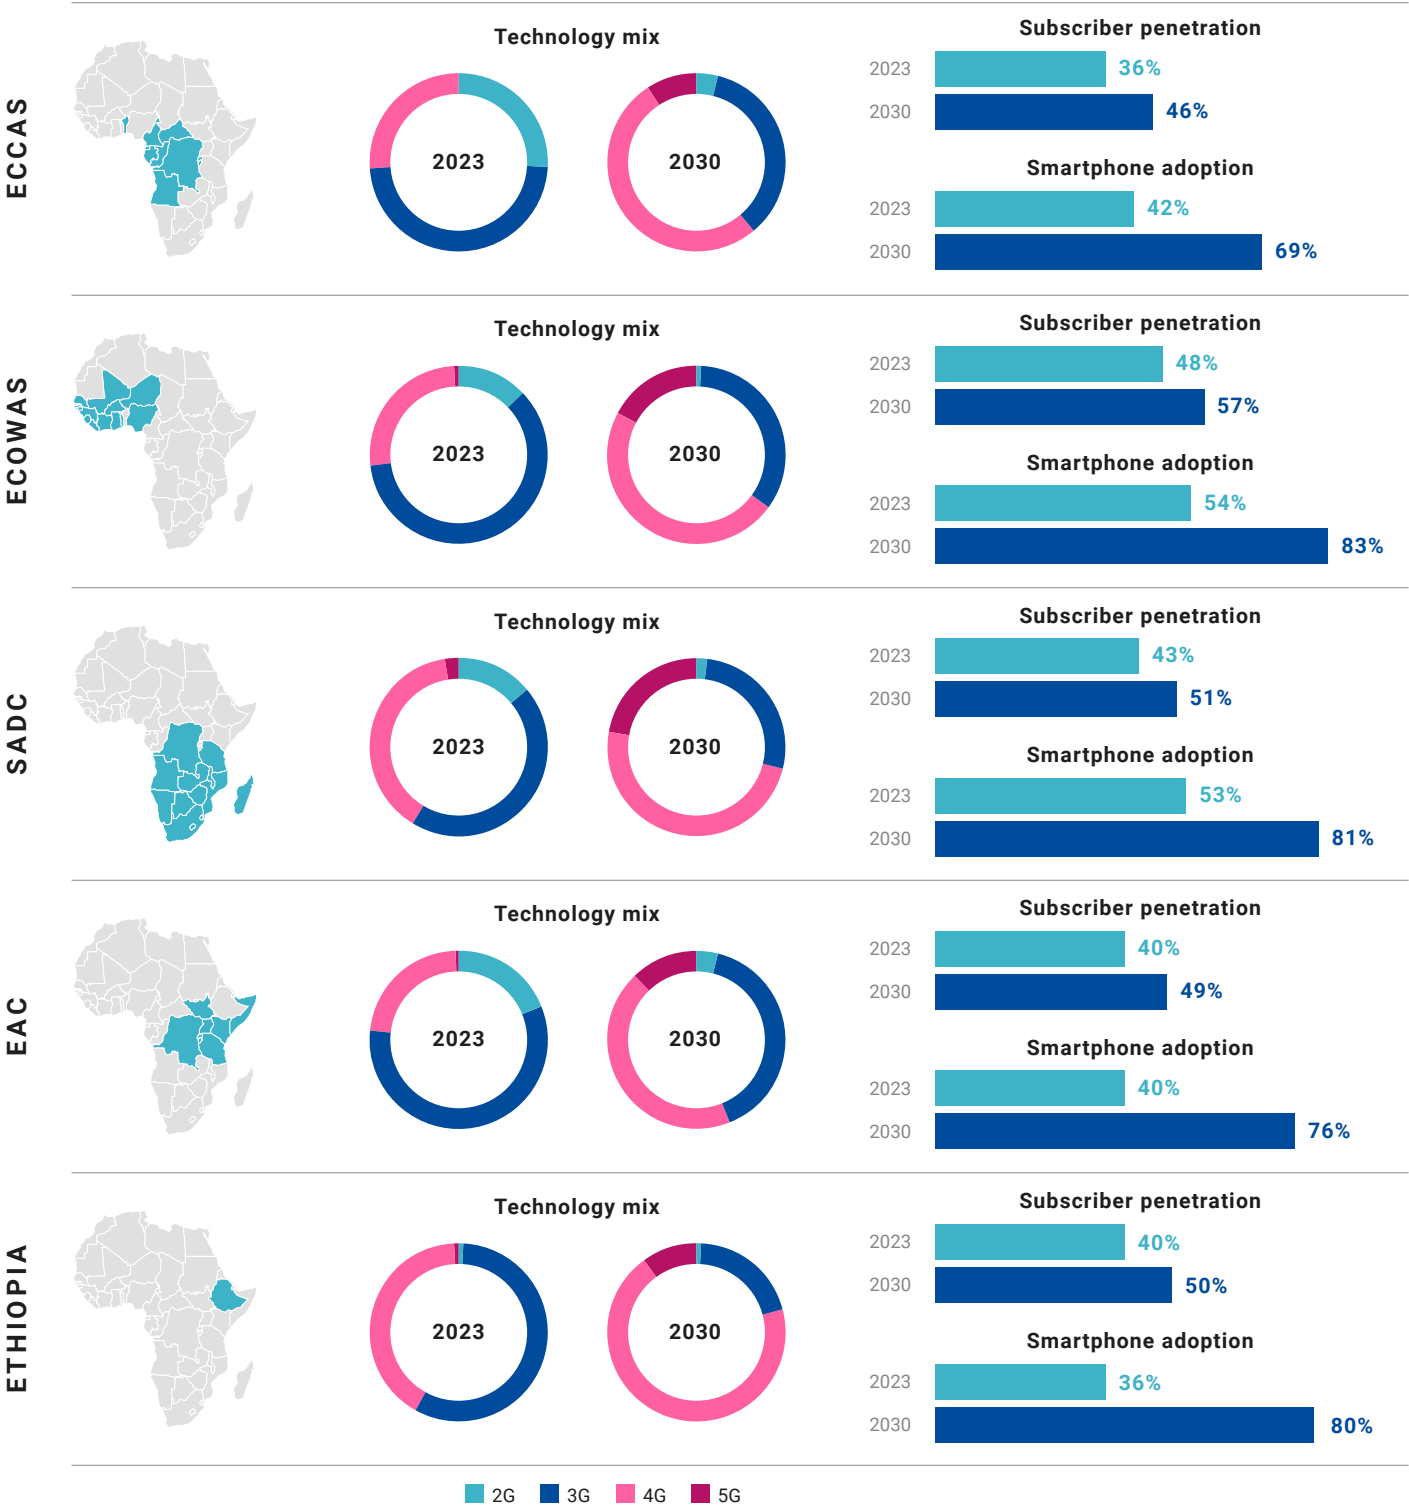 ECCAS
Technology mix
2023
2030
Subscriber penetration
2023 36%
2030 46%
Smartphone adoption
2023 42%
2030 69%
ECOWAS
Technology mix
2023
2030
Subscriber penetration
2023 48%
2030 57%
Smartphone adoption
2023 54%
2030 83%
SADC
Technology mix
2023
2030
Subscriber penetration
2023 43%
2030 51%
Smartphone adoption
2023 53%
2030 81%
EAC
Technology mix
2023
2030
Subscriber penetration
2023 40%
2030 49%
Smartphone adoption
2023 40%
2030 76%
ETHIOPIA
Technology mix
2023
2030
Subscriber penetration
2023 40%
2030 50%
Smartphone adoption
2023 36%
2030 80%
2G 3G 4G 5G